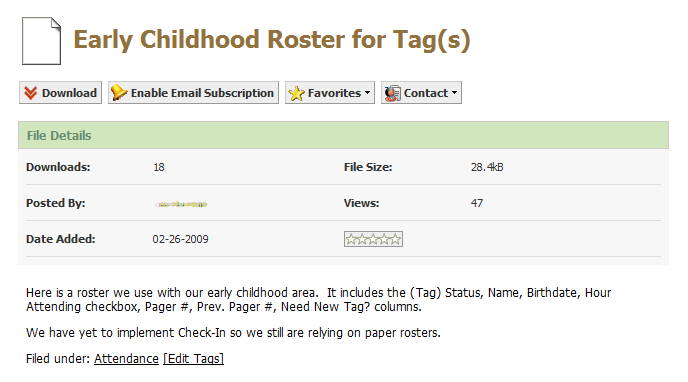 Early Childhood Roster for Tag(s)
Download Enable Email Subscription Favorites Contact
File Details
Downloads: 18 File Size: 28.4kB
Posted By: Views: 47
Date Added: 02-26-2009
Here is a roster we use with our early childhood area. It includes the (Tag) Status, Name, Birthdate, Hour
Attending checkbox, Pager #, Prev. Pager #, Need New Tag? columns.
We have yet to implement Check-In so we still are relying on paper rosters.
Filed under: Attendance [Edit Tags]